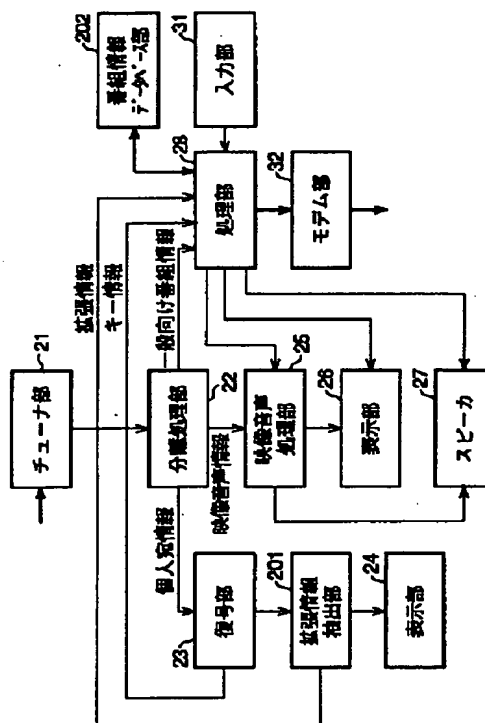 202
番組情報
データベース部
31
入力部
拡張情報
キー情報
28
処理部
32
モデム部
一般向け番組情報
21
チューナ部
分離処理部
22
映像音声情報
25
映像音声
処理部
26
表示部
27
スピーカ
個人宛情報
復号部
23
201
拡張情報
抽出部
24
表示部